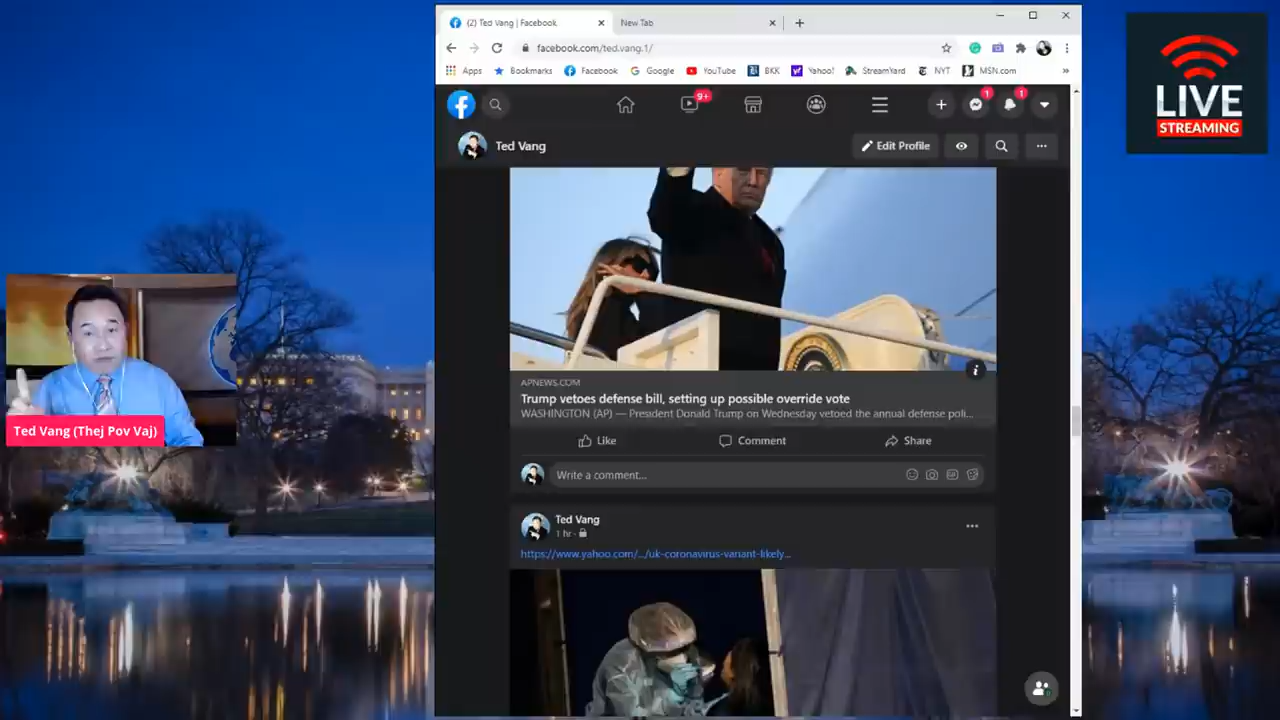 (2) Ted Vang | Facebook
New Tab
facebook.com/ted.vang.1/
Apps Bookmarks Facebook Google YouTube BKK Yahoo! StreamYard NYT MSN.com »
9+
1
1
Ted Vang
Edit Profile
APNEWS.COM
Trump vetoes defense bill, setting up possible override vote
WASHINGTON (AP) — President Donald Trump on Wednesday vetoed the annual defense poli...
Like Comment Share
Write a comment...
Ted Vang
1 hr
https://www.yahoo.com/.../uk-coronavirus-variant-likely...
LIVE
STREAMING
Ted Vang (Thej Pov Vaj)